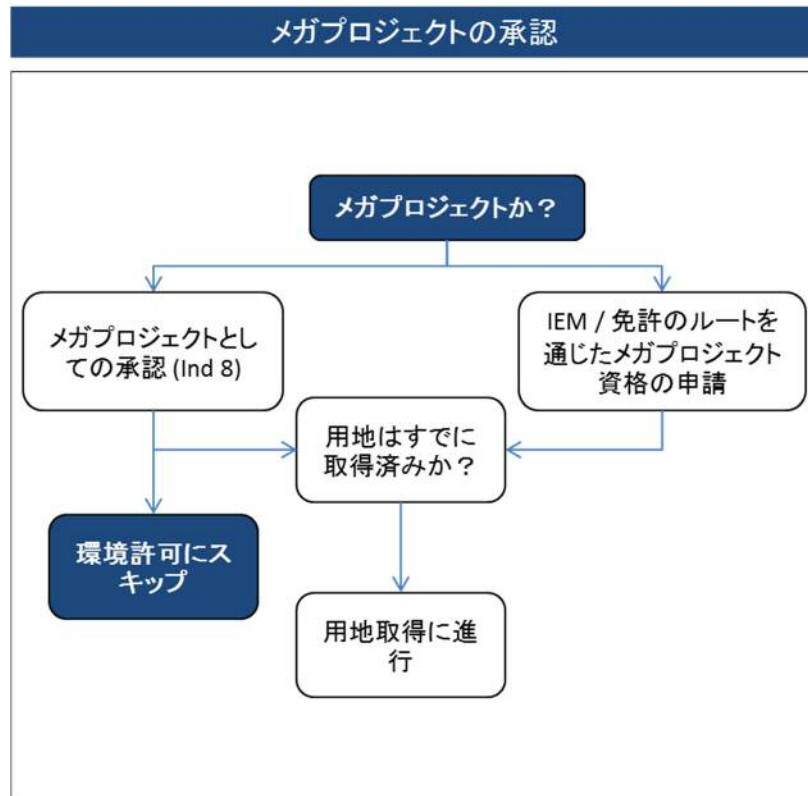 メガプロジェクトの承認
メガプロジェクトか？
メガプロジェクトとし
ての承認 (Ind 8)
IEM / 免許のルートを
通じたメガプロジェクト
資格の申請
用地はすでに
取得済みか？
環境許可にス
キップ
用地取得に進
行